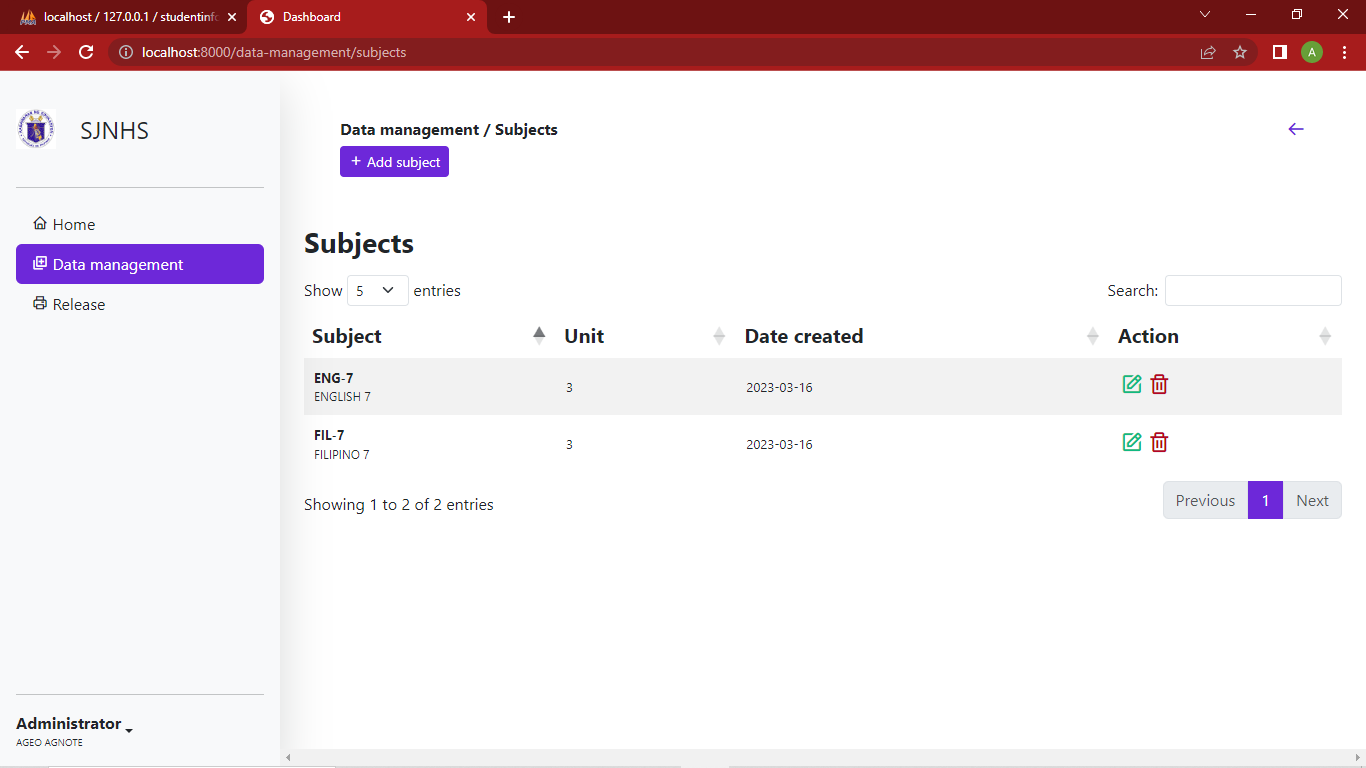 localhost / 127.0.0.1 / studentinfo
Dashboard
localhost:8000/data-management/subjects
A
SJNHS
Home
Data management
Release
Administrator
AGEO AGNOTE
Data management / Subjects
+ Add subject
Subjects
Show 5 entries
Search:
Subject Unit Date created Action
ENG-7
ENGLISH 7
3 2023-03-16
FIL-7
FILIPINO 7
3 2023-03-16
Showing 1 to 2 of 2 entries
Previous 1 Next